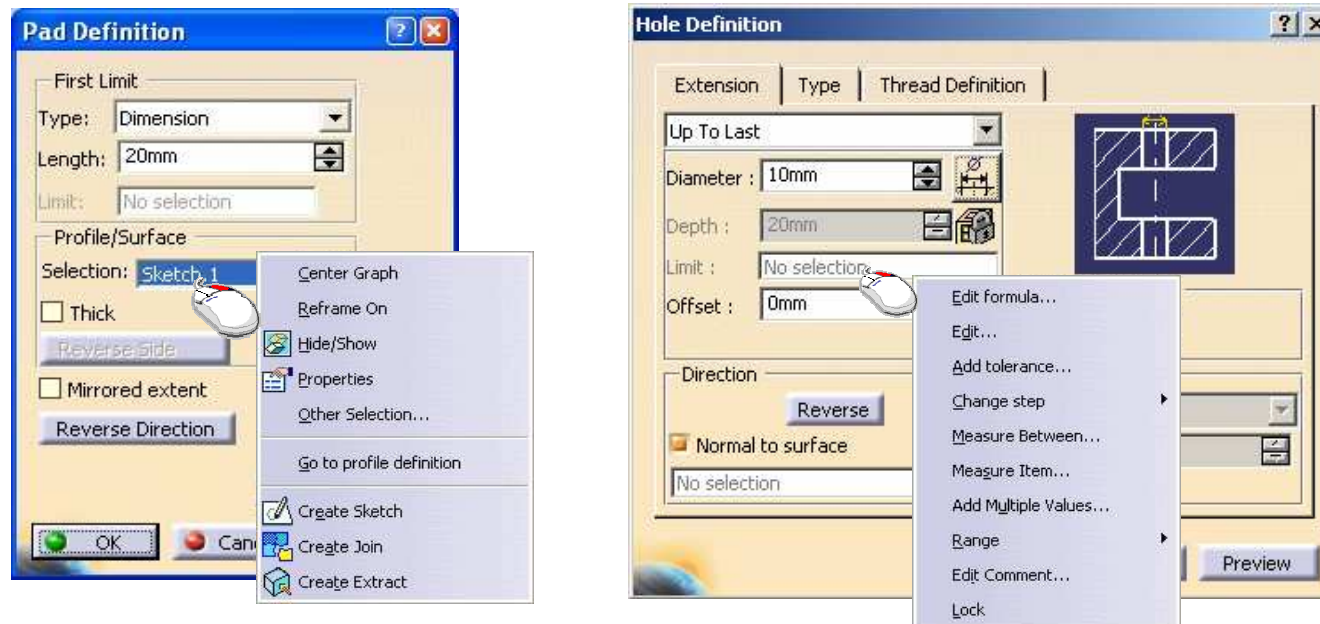 Pad Definition
First Limit
Type: Dimension
Length: 20mm
Limit: No selection
Profile/Surface
Selection: Sketch.1
Thick
Reverse Side
Mirrored extent
Reverse Direction
OK
Center Graph
Reframe On
Hide/Show
Properties
Other Selection...
Go to profile definition
Create Sketch
Create Join
Create Extract
Hole Definition
Extension Type Thread Definition
Up To Last
Diameter : 10mm
Depth : 20mm
Limit : No selection
Offset : 0mm
Direction
Reverse
Normal to surface
No selection
Edit formula...
Edit...
Add tolerance...
Change step
Measure Between...
Measure Item...
Add Multiple Values...
Range
Edit Comment...
Lock
Preview